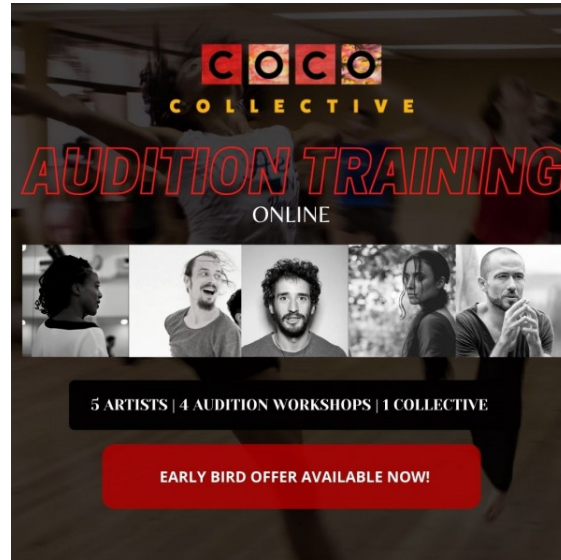 COCO
COLLECTIVE
AUDITION TRAINING
ONLINE
5 ARTISTS | 4 AUDITION WORKSHOPS | 1 COLLECTIVE
EARLY BIRD OFFER AVAILABLE NOW!